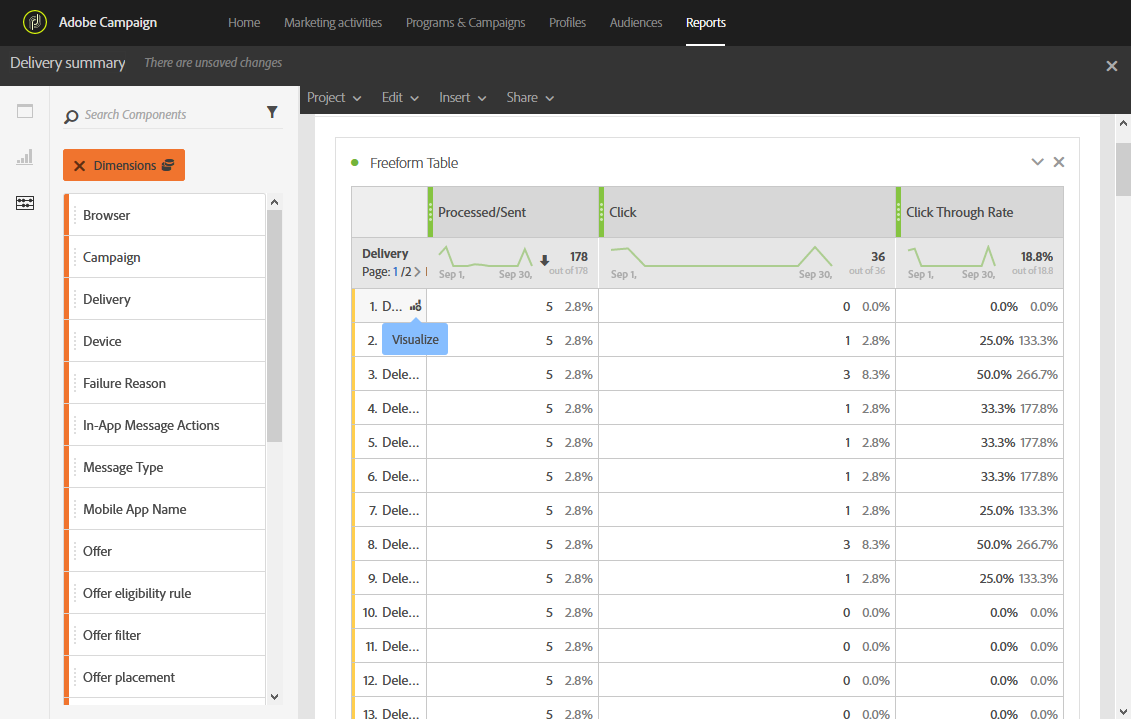 Adobe Campaign
Home Marketing activities Programs & Campaigns Profiles Audiences Reports
Delivery summary There are unsaved changes
Project Edit Insert Share
Search Components
Dimensions
Browser
Campaign
Delivery
Device
Failure Reason
In-App Message Actions
Message Type
Mobile App Name
Offer
Offer eligibility rule
Offer filter
Offer placement
Freeform Table
Processed/Sent Click Click Through Rate
Delivery 178 36 18.8%
Page: 1 /2 > out of 178 out of 36 out of 18.8
Sep 1, Sep 30, Sep 1, Sep 30, Sep 1, Sep 30,
1. D... 5 2.8% 0 0.0% 0.0% 0.0%
Visualize
2. 5 2.8% 1 2.8% 25.0% 133.3%
3. Dele... 5 2.8% 3 8.3% 50.0% 266.7%
4. Dele... 5 2.8% 1 2.8% 33.3% 177.8%
5. Dele... 5 2.8% 1 2.8% 33.3% 177.8%
6. Dele... 5 2.8% 1 2.8% 33.3% 177.8%
7. Dele... 5 2.8% 1 2.8% 25.0% 133.3%
8. Dele... 5 2.8% 3 8.3% 50.0% 266.7%
9. Dele... 5 2.8% 1 2.8% 25.0% 133.3%
10. Dele... 5 2.8% 0 0.0% 0.0% 0.0%
11. Dele... 5 2.8% 0 0.0% 0.0% 0.0%
12. Dele... 5 2.8% 0 0.0% 0.0% 0.0%
13. Dele... 5 2.8% 0 0.0% 0.0% 0.0%